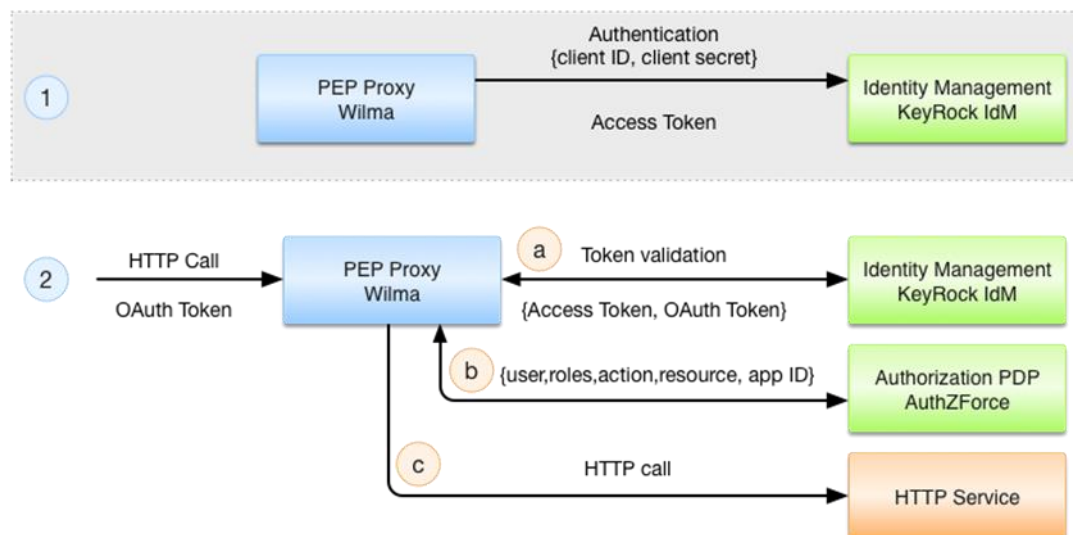 1
PEP Proxy
Wilma
Authentication
{client ID, client secret}
Access Token
Identity Management
KeyRock IdM
2
HTTP Call
OAuth Token
PEP Proxy
Wilma
a
Token validation
{Access Token, OAuth Token}
Identity Management
KeyRock IdM
b
{user,roles,action,resource, app ID}
Authorization PDP
AuthZForce
c
HTTP call
HTTP Service